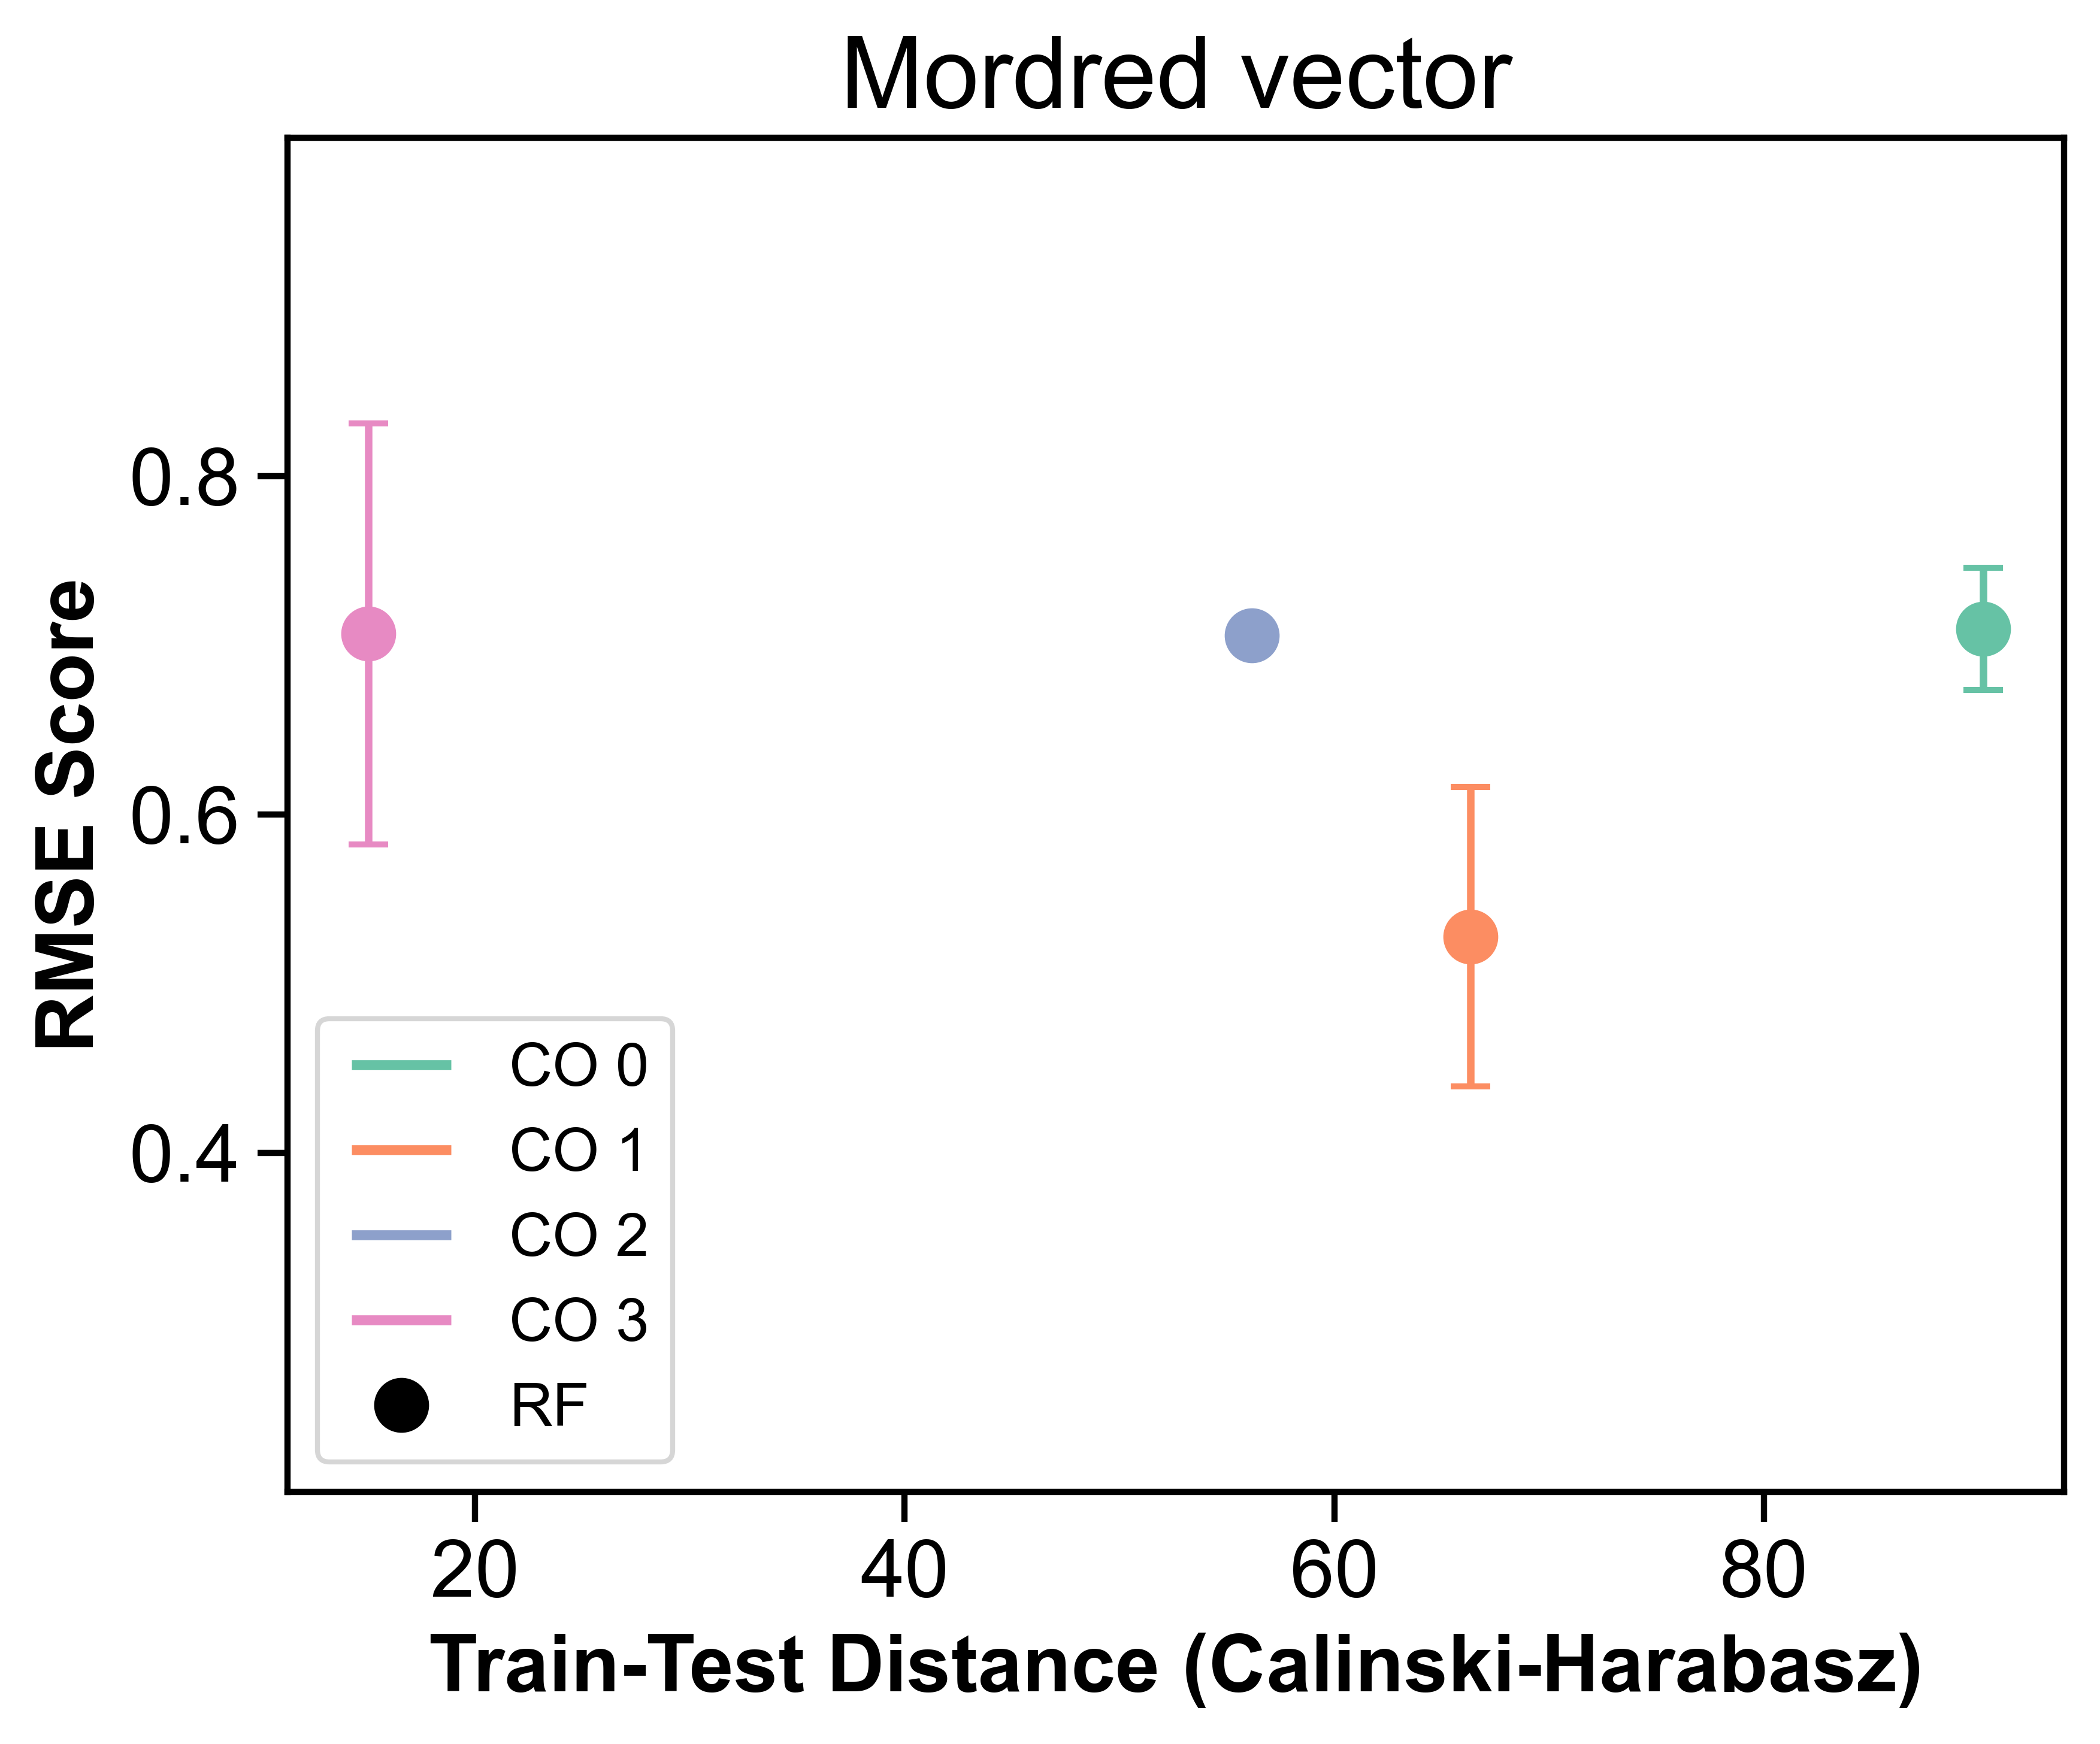 Mordred vector
RMSE Score
0.8
0.6
0.4
CO 0
CO 1
CO 2
CO 3
RF
20 40 60 80
Train-Test Distance (Calinski-Harabasz)